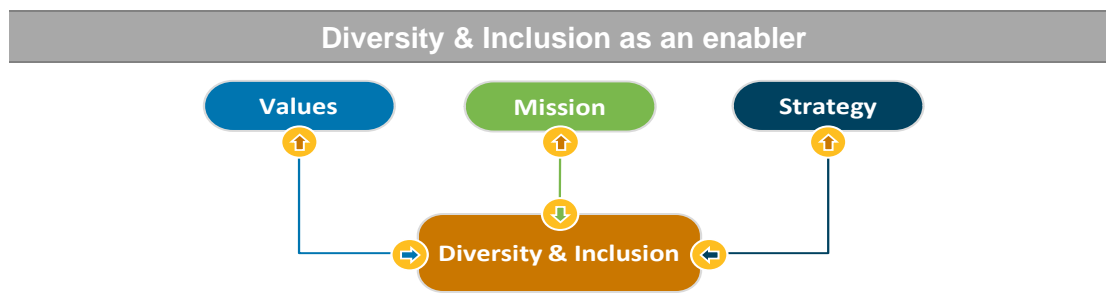 Diversity & Inclusion as an enabler
Values
Mission
Strategy
Diversity & Inclusion